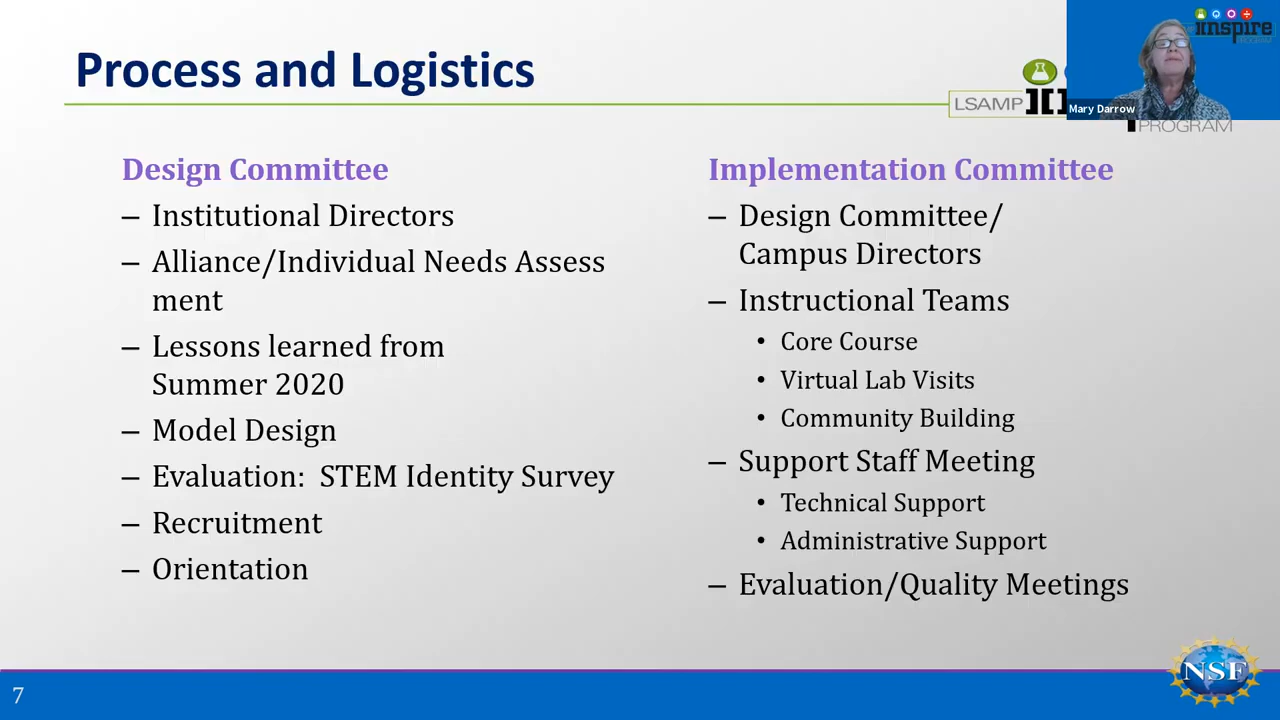 Process and Logistics
inspire
LSAMP
Mary Darrow
PROGRAM
Design Committee
– Institutional Directors
– Alliance/Individual Needs Assess
ment
– Lessons learned from
Summer 2020
– Model Design
– Evaluation:  STEM Identity Survey
– Recruitment
– Orientation
Implementation Committee
– Design Committee/
Campus Directors
– Instructional Teams
• Core Course
• Virtual Lab Visits
• Community Building
– Support Staff Meeting
• Technical Support
• Administrative Support
– Evaluation/Quality Meetings
7
NSF